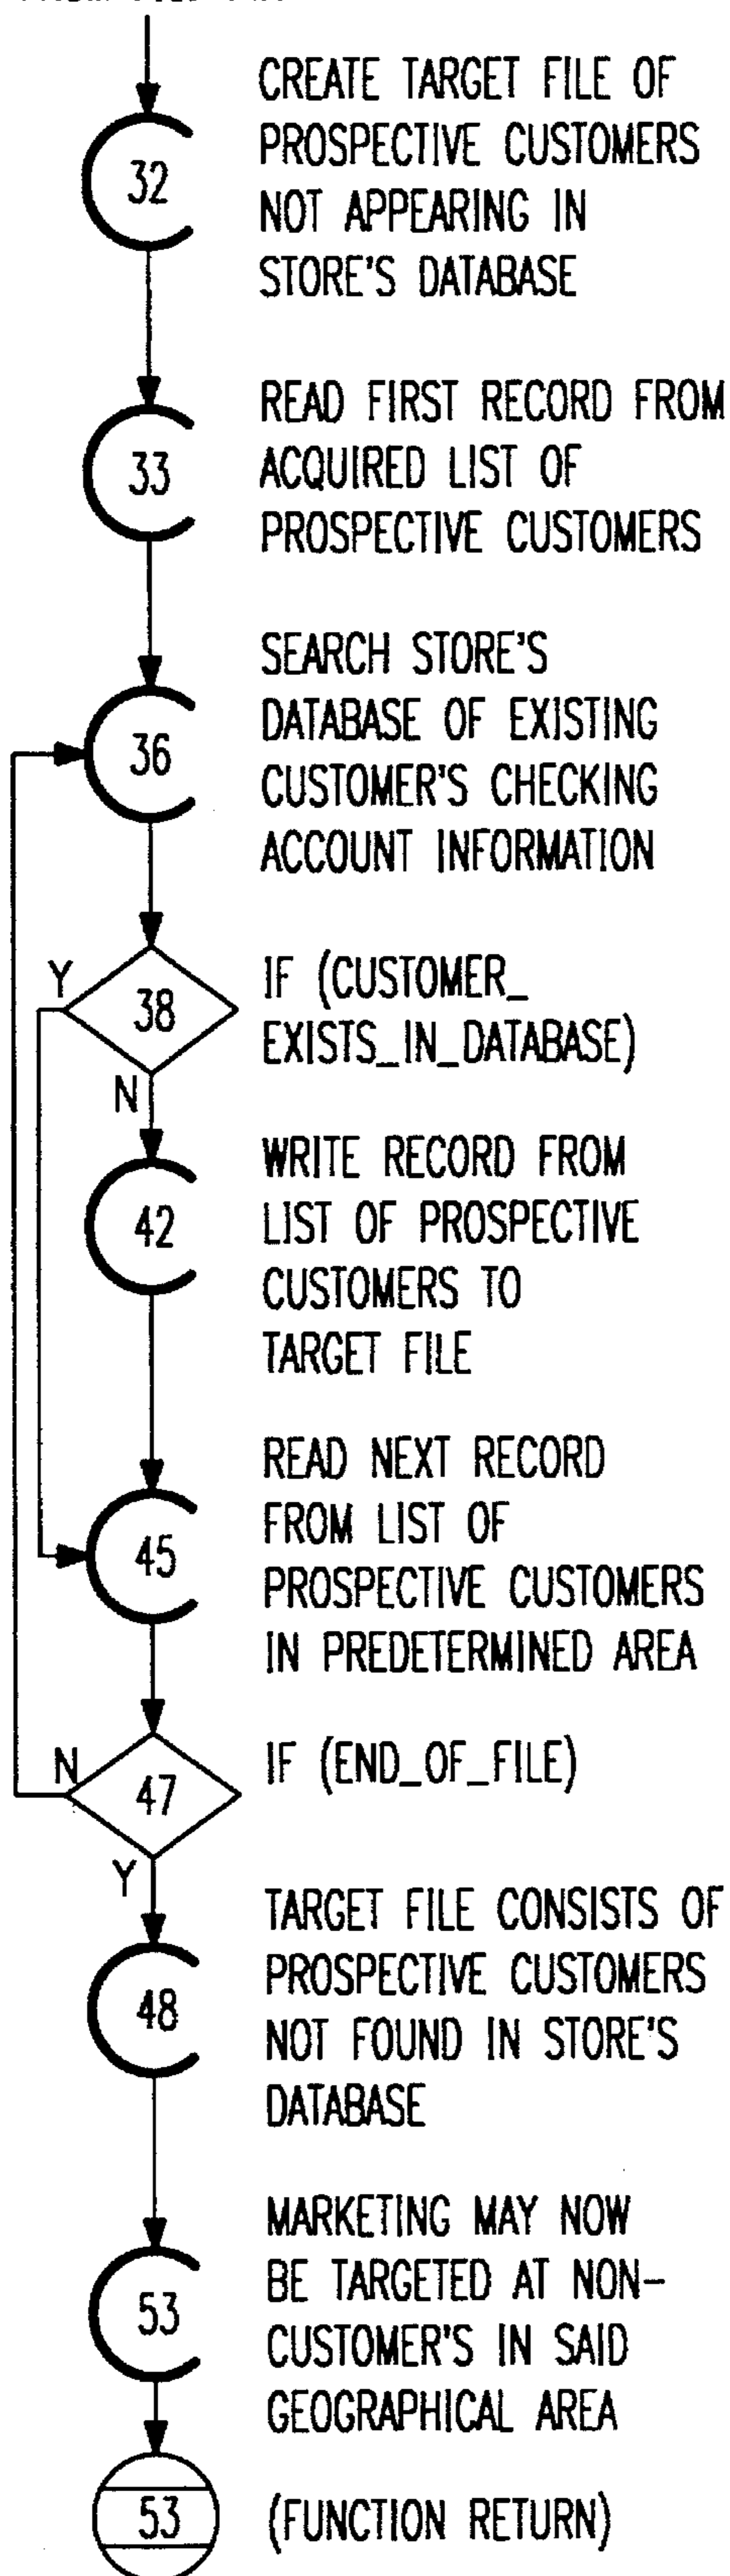 32
CREATE TARGET FILE OF
PROSPECTIVE CUSTOMERS
NOT APPEARING IN
STORE'S DATABASE
33
READ FIRST RECORD FROM
ACQUIRED LIST OF
PROSPECTIVE CUSTOMERS
36
SEARCH STORE'S
DATABASE OF EXISTING
CUSTOMER'S CHECKING
ACCOUNT INFORMATION
Y
38
N
IF (CUSTOMER_
EXISTS_IN_DATABASE)
42
WRITE RECORD FROM
LIST OF PROSPECTIVE
CUSTOMERS TO
TARGET FILE
45
READ NEXT RECORD
FROM LIST OF
PROSPECTIVE CUSTOMERS
IN PREDETERMINED AREA
N
47
Y
IF (END_OF_FILE)
48
TARGET FILE CONSISTS OF
PROSPECTIVE CUSTOMERS
NOT FOUND IN STORE'S
DATABASE
53
MARKETING MAY NOW
BE TARGETED AT NON-
CUSTOMER'S IN SAID
GEOGRAPHICAL AREA
53
(FUNCTION RETURN)